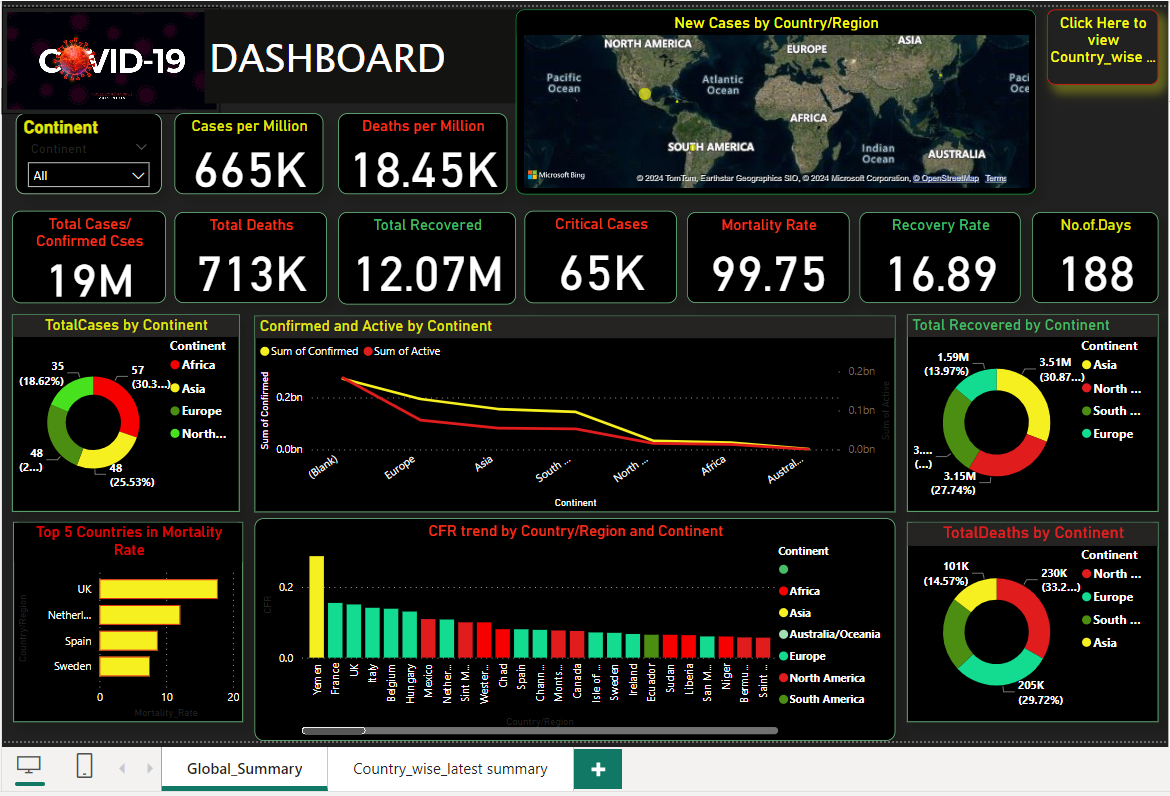 COVID-19
DASHBOARD
New Cases by Country/Region
NORTH AMERICA
EUROPE
ASIA
Pacific
Ocean
Atlantic
Ocean
Paci
Oce
AFRICA
SOUTH AMERICA
Indian
Ocean
AUSTRALIA
Microsoft Bing
© 2024 TomTom, Earthstar Geographics SIO, © 2024 Microsoft Corporation, © OpenStreetMap Terms
Click Here to
view
Country_wise ...
Continent
Continent
All
Cases per Million
665K
Deaths per Million
18.45K
Total Cases/
Confirmed Cses
19M
Total Deaths
713K
Total Recovered
12.07M
Critical Cases
65K
Mortality Rate
99.75
Recovery Rate
16.89
No.of.Days
188
TotalCases by Continent
35
(18.62%)
57
(30.3...)
48
(2...)
48
(25.53%)
Continent
Africa
Asia
Europe
North...
Confirmed and Active by Continent
Sum of Confirmed
Sum of Active
Sum of Confirmed
0.2bn
0.0bn
0.2bn
0.1bn
0.0bn
Sum of Active
(Blank)
Europe
Asia
South ...
North ...
Africa
Austral...
Continent
Total Recovered by Continent
1.59M
(13.97%)
3.51M
(30.87...)
3....
(...)
3.15M
(27.74%)
Continent
Asia
North ...
South ...
Europe
Top 5 Countries in Mortality
Rate
Country/Region
UK
Netherl...
Spain
Sweden
0
10
20
Mortality_Rate
CFR trend by Country/Region and Continent
CFR
0.2
0.0
Yemen
France
UK
Italy
Belgium
Hungary
Mexico
Nether...
Sint M...
Wester...
Chad
Spain
Chann...
Monts...
Canada
Isle of ...
Sweden
Ireland
Ecuador
Sudan
Liberia
San M...
Niger
Bermu...
Saint ...
Country/Region
Continent
Africa
Asia
Australia/Oceania
Europe
North America
South America
TotalDeaths by Continent
101K
(14.57%)
230K
(33.2...)
205K
(29.72%)
Continent
North ...
Europe
South ...
Asia
Global_Summary
Country_wise_latest summary